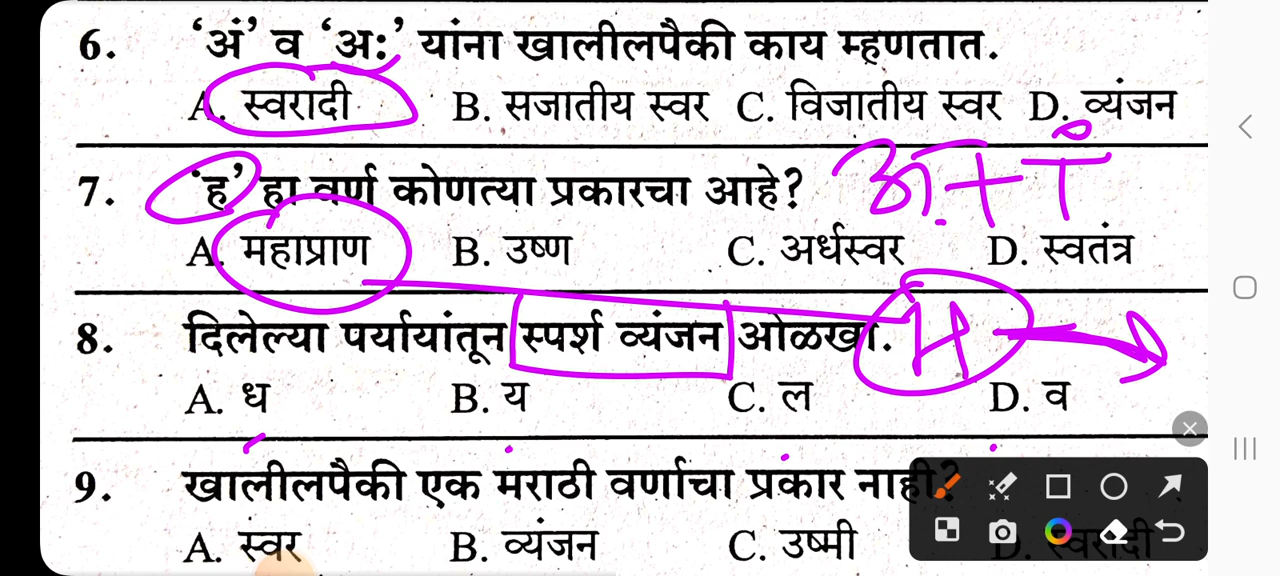 6. ‘अं’ व ‘अः’ यांना खालीलपैकी काय म्हणतात.
A. स्वरादी B. सजातीय स्वर C. विजातीय स्वर D. व्यंजन
7. ‘ह’ हा वर्ण कोणत्या प्रकारचा आहे?
A. महाप्राण B. उष्ण C. अर्धस्वर D. स्वतंत्र
8. दिलेल्या पर्यायांतून स्पर्श व्यंजन ओळखा.
A. ध B. य C. ल D. व
9. खालीलपैकी एक मराठी वर्णाचा प्रकार नाही?
A. स्वर B. व्यंजन C. उष्मी D. स्वरादी